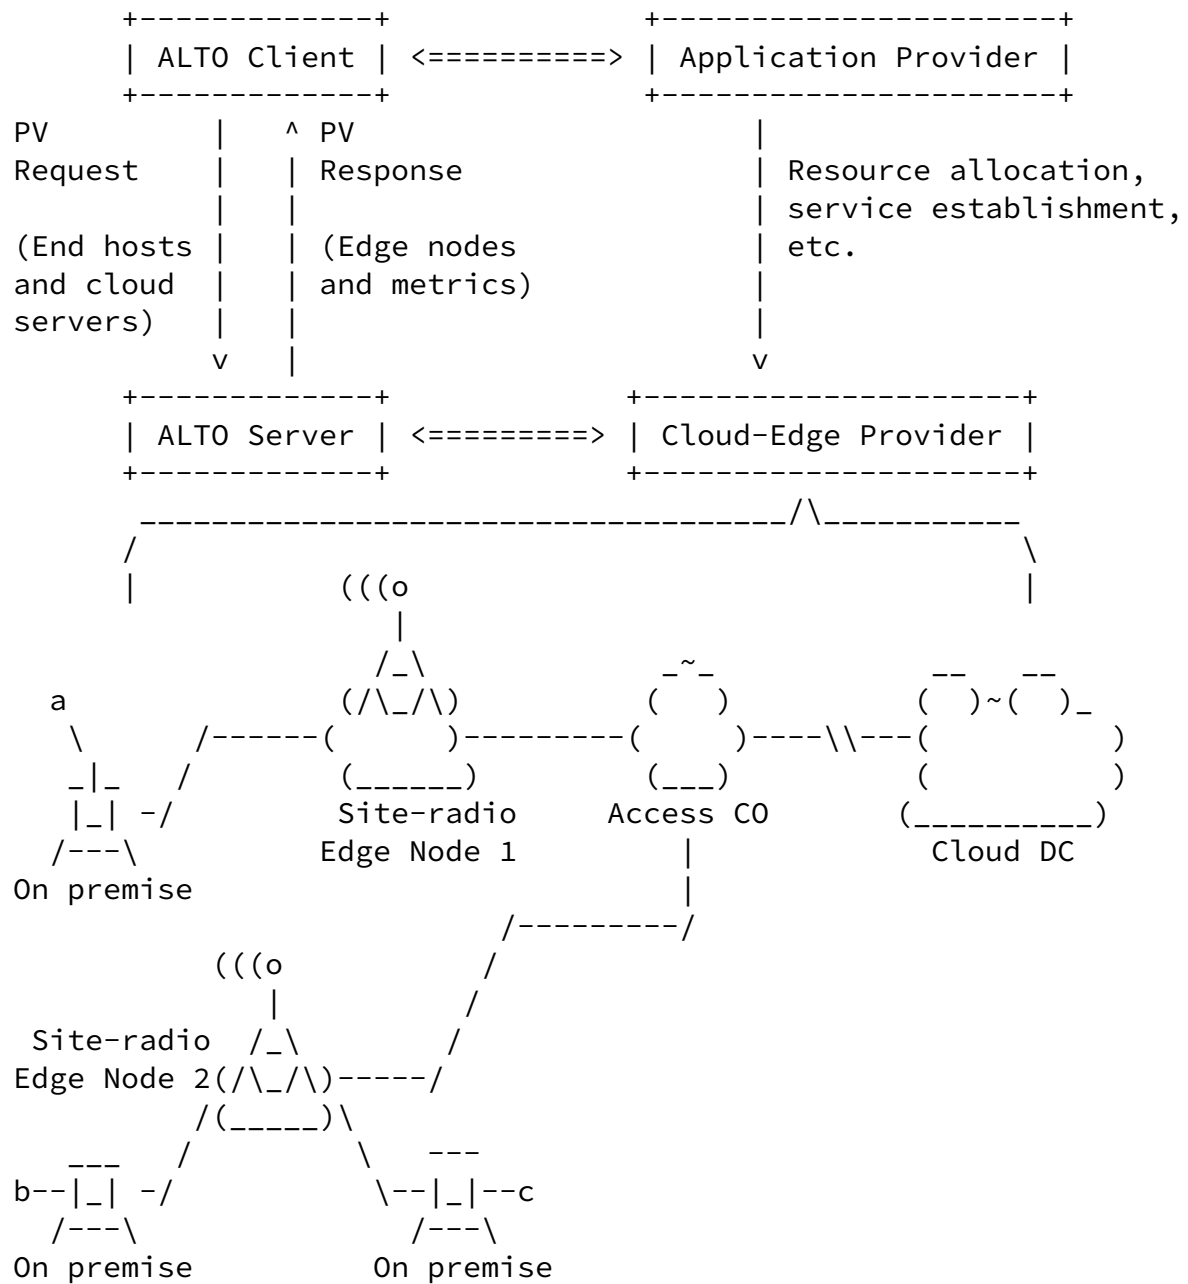 ALTO Client <==========> Application Provider
PV ^ PV
Request Response Resource allocation,
service establishment,
(End hosts (Edge nodes etc.
and cloud and metrics)
servers)
v v
ALTO Server <=========> Cloud-Edge Provider
(((o
a
Site-radio Access CO
Edge Node 1 Cloud DC
On premise
(((o
Site-radio
Edge Node 2
b c
On premise On premise